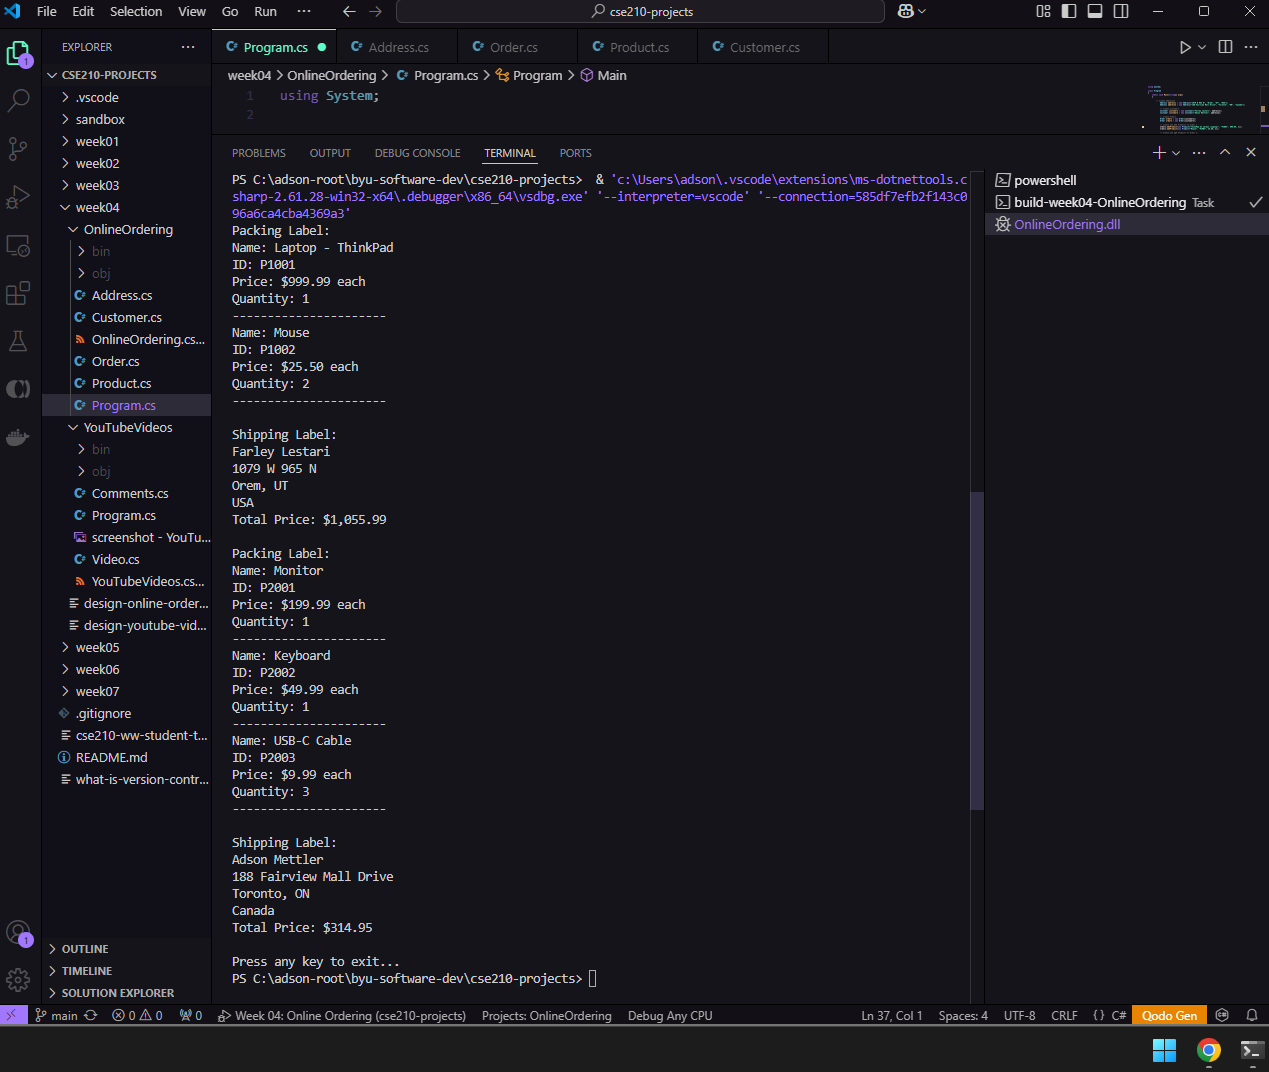 File Edit Selection View Go Run ··· cse210-projects
EXPLORER ···
CSE210-PROJECTS
.vscode
sandbox
week01
week02
week03
week04
OnlineOrdering
bin
obj
Address.cs
Customer.cs
OnlineOrdering.cs...
Order.cs
Product.cs
Program.cs
YouTubeVideos
bin
obj
Comments.cs
Program.cs
screenshot - YouTu...
Video.cs
YouTubeVideos.cs...
design-online-order...
design-youtube-vid...
week05
week06
week07
.gitignore
cse210-ww-student-t...
README.md
what-is-version-contr...
OUTLINE
TIMELINE
SOLUTION EXPLORER
1
1
Program.cs Address.cs Order.cs Product.cs Customer.cs
week04 > OnlineOrdering > Program.cs > Program > Main
1 using System;
2
PROBLEMS OUTPUT DEBUG CONSOLE TERMINAL PORTS
PS C:\adson-root\byu-software-dev\cse210-projects> & 'c:\Users\adson\.vscode\extensions\ms-dotnettools.c
sharp-2.61.28-win32-x64\.debugger\x86_64\vsdbg.exe' '--interpreter=vscode' '--connection=585df7efb2f143c0
96a6ca4cba4369a3'
Packing Label:
Name: Laptop - ThinkPad
ID: P1001
Price: $999.99 each
Quantity: 1
----------------------
Name: Mouse
ID: P1002
Price: $25.50 each
Quantity: 2
----------------------
Shipping Label:
Farley Lestari
1079 W 965 N
Orem, UT
USA
Total Price: $1,055.99
Packing Label:
Name: Monitor
ID: P2001
Price: $199.99 each
Quantity: 1
----------------------
Name: Keyboard
ID: P2002
Price: $49.99 each
Quantity: 1
----------------------
Name: USB-C Cable
ID: P2003
Price: $9.99 each
Quantity: 3
----------------------
Shipping Label:
Adson Mettler
188 Fairview Mall Drive
Toronto, ON
Canada
Total Price: $314.95
Press any key to exit...
PS C:\adson-root\byu-software-dev\cse210-projects>
powershell
build-week04-OnlineOrdering Task
OnlineOrdering.dll
main 0 0 0 Week 04: Online Ordering (cse210-projects) Projects: OnlineOrdering Debug Any CPU Ln 37, Col 1 Spaces: 4 UTF-8 CRLF {} C# Qodo Gen